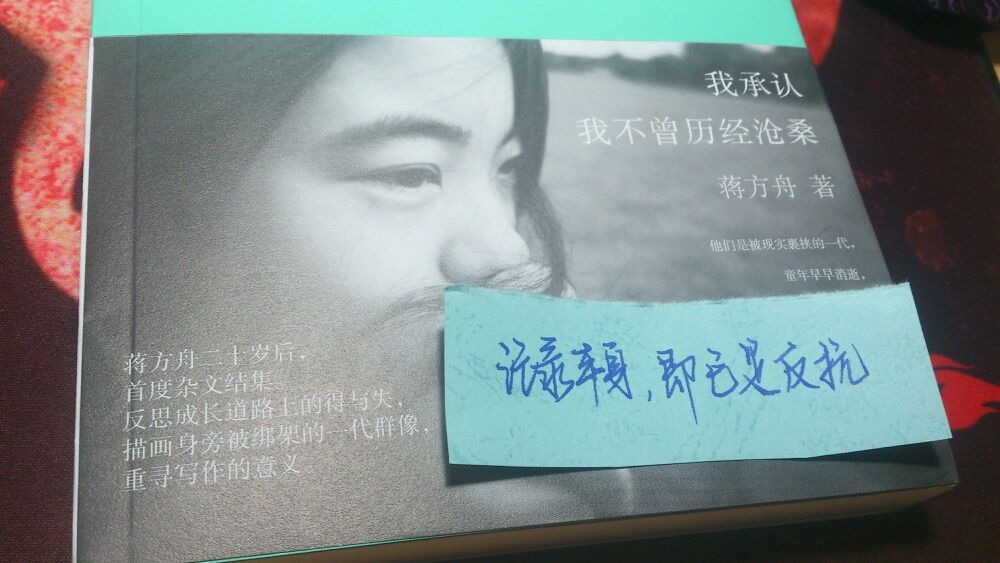 我承认
我不曾历经沧桑
蒋方舟 著
他们是被现实裹挟的一代，
童年早早消逝，
蒋方舟二十岁后，
首度杂文结集。
反思成长道路上的得与失，
描画身旁被绑架的一代群像，
重寻写作的意义
记录本身，即已是反抗